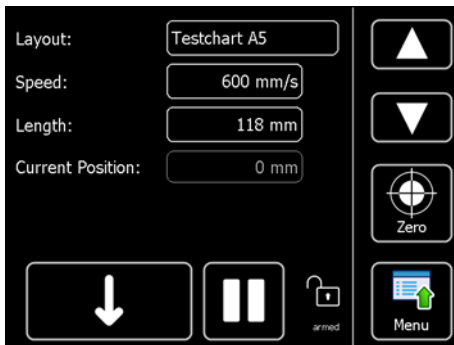 Layout: Testchart A5
Speed: 600 mm/s
Length: 118 mm
Current Position: 0 mm
Zero
armed
Menu